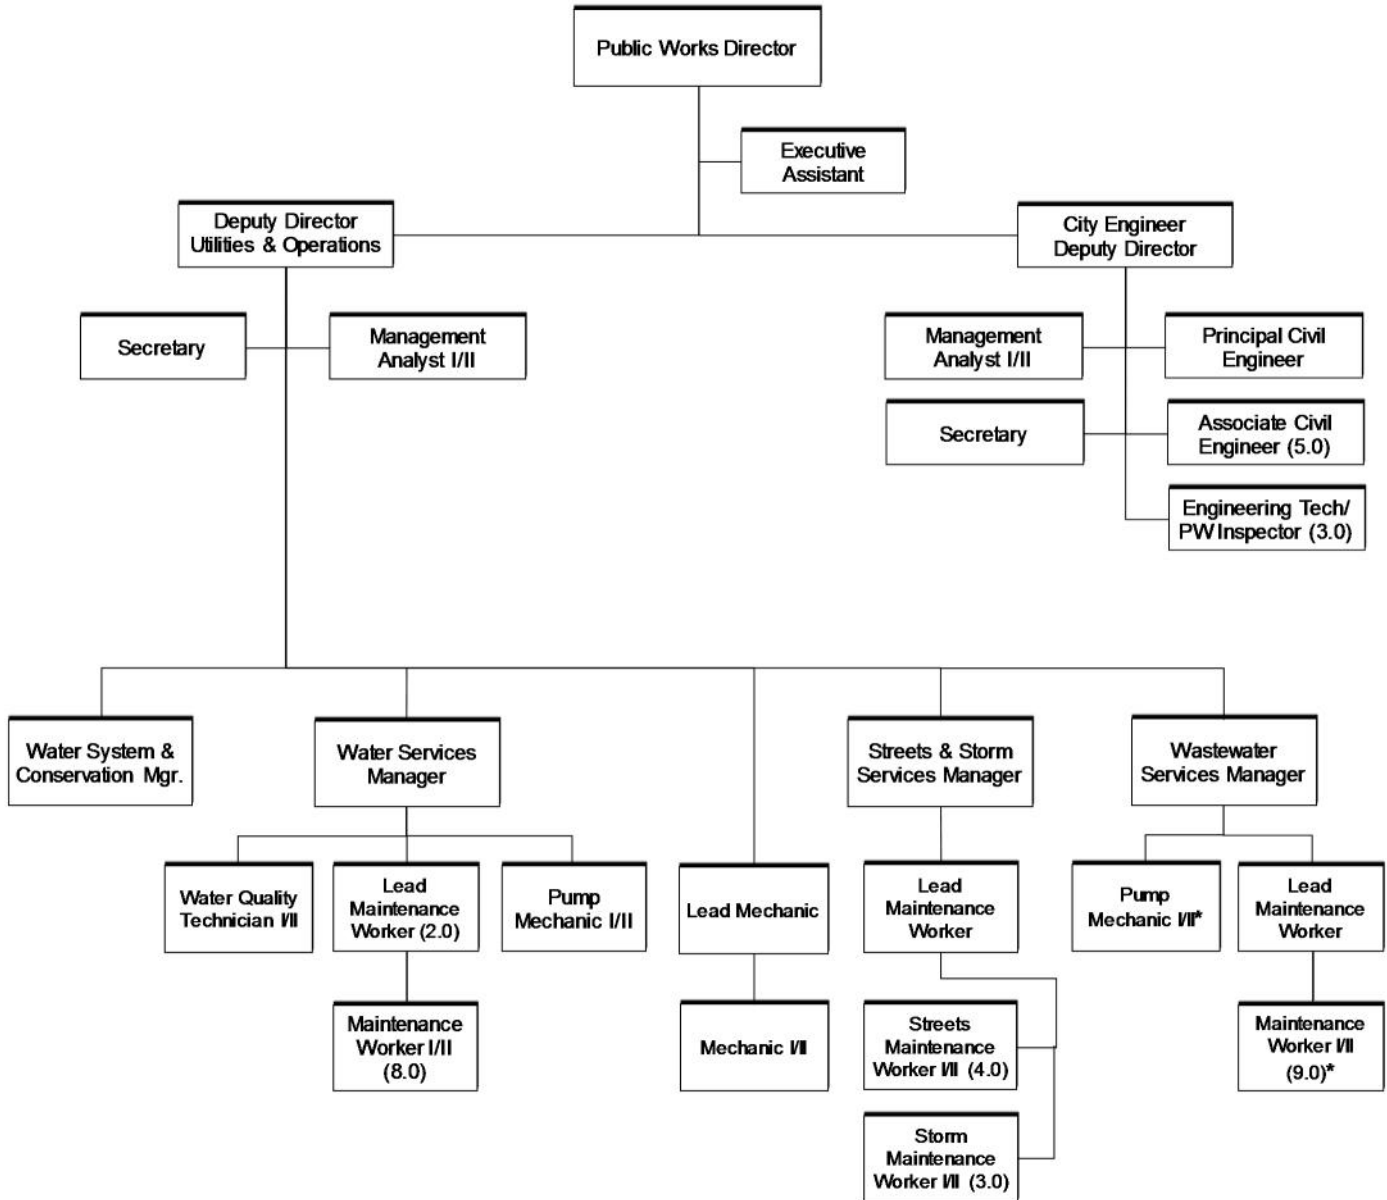 Public Works Director
Executive
Assistant
Deputy Director
Utilities & Operations
City Engineer
Deputy Director
Secretary
Management
Analyst I/II
Management
Analyst I/II
Principal Civil
Engineer
Secretary
Associate Civil
Engineer (5.0)
Engineering Tech/
PW Inspector (3.0)
Water System &
Conservation Mgr.
Water Services
Manager
Streets & Storm
Services Manager
Wastewater
Services Manager
Water Quality
Technician I/II
Lead
Maintenance
Worker (2.0)
Pump
Mechanic I/II
Lead Mechanic
Lead
Maintenance
Worker
Pump
Mechanic I/II*
Lead
Maintenance
Worker
Maintenance
Worker I/II
(8.0)
Mechanic I/II
Streets
Maintenance
Worker I/II (4.0)
Maintenance
Worker I/II
(9.0)*
Storm
Maintenance
Worker I/II (3.0)